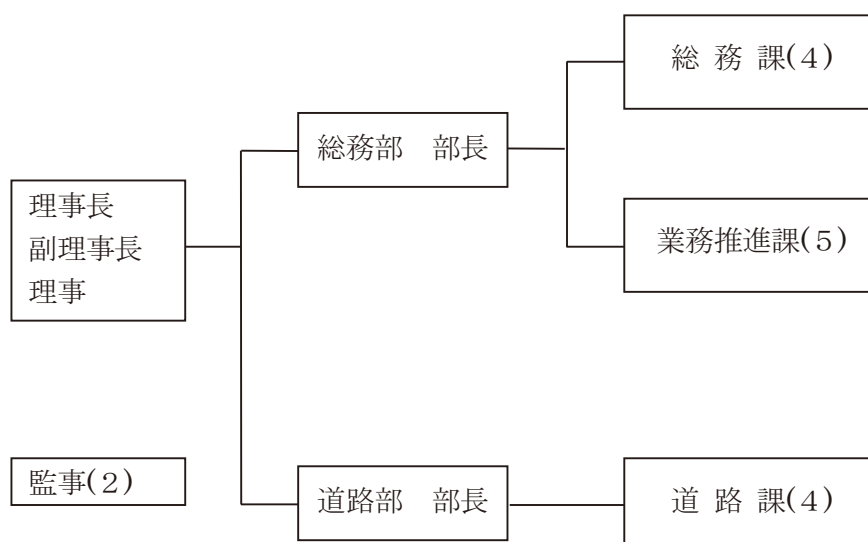 総 務 課(4)
総務部　部長
理事長
副理事長
理事
業務推進課(5)
監事(2)
道路部　部長
道 路 課(4)